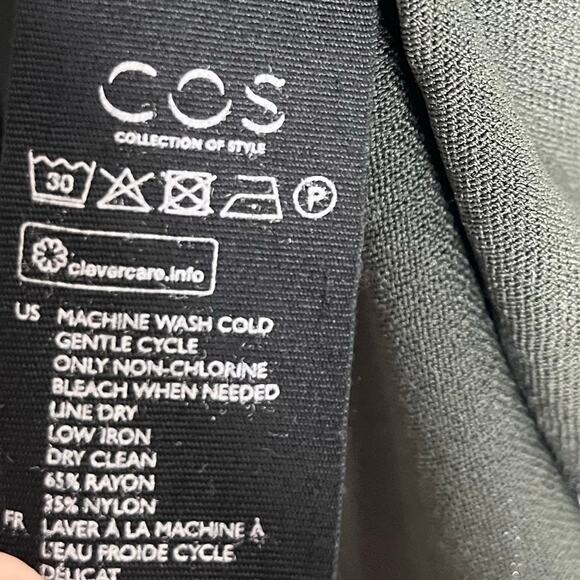 COS
COLLECTION OF STYLE
30 P
clevercare.info
US MACHINE WASH COLD
GENTLE CYCLE
ONLY NON-CHLORINE
BLEACH WHEN NEEDED
LINE DRY
LOW IRON
DRY CLEAN
65% RAYON
35% NYLON
FR LAVER À LA MACHINE À
L'EAU FROIDE CYCLE
DÉLICAT